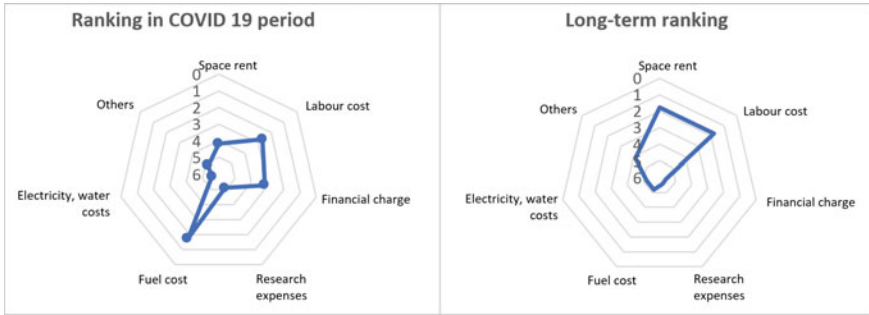 Ranking in COVID 19 period
Space rent
0
1
2
3
4
5
6
Labour cost
Financial charge
Research
expenses
Fuel cost
Electricity, water
costs
Others
Long-term ranking
Space rent
0
1
2
3
4
5
6
Labour cost
Financial charge
Research
expenses
Fuel cost
Electricity, water
costs
Others